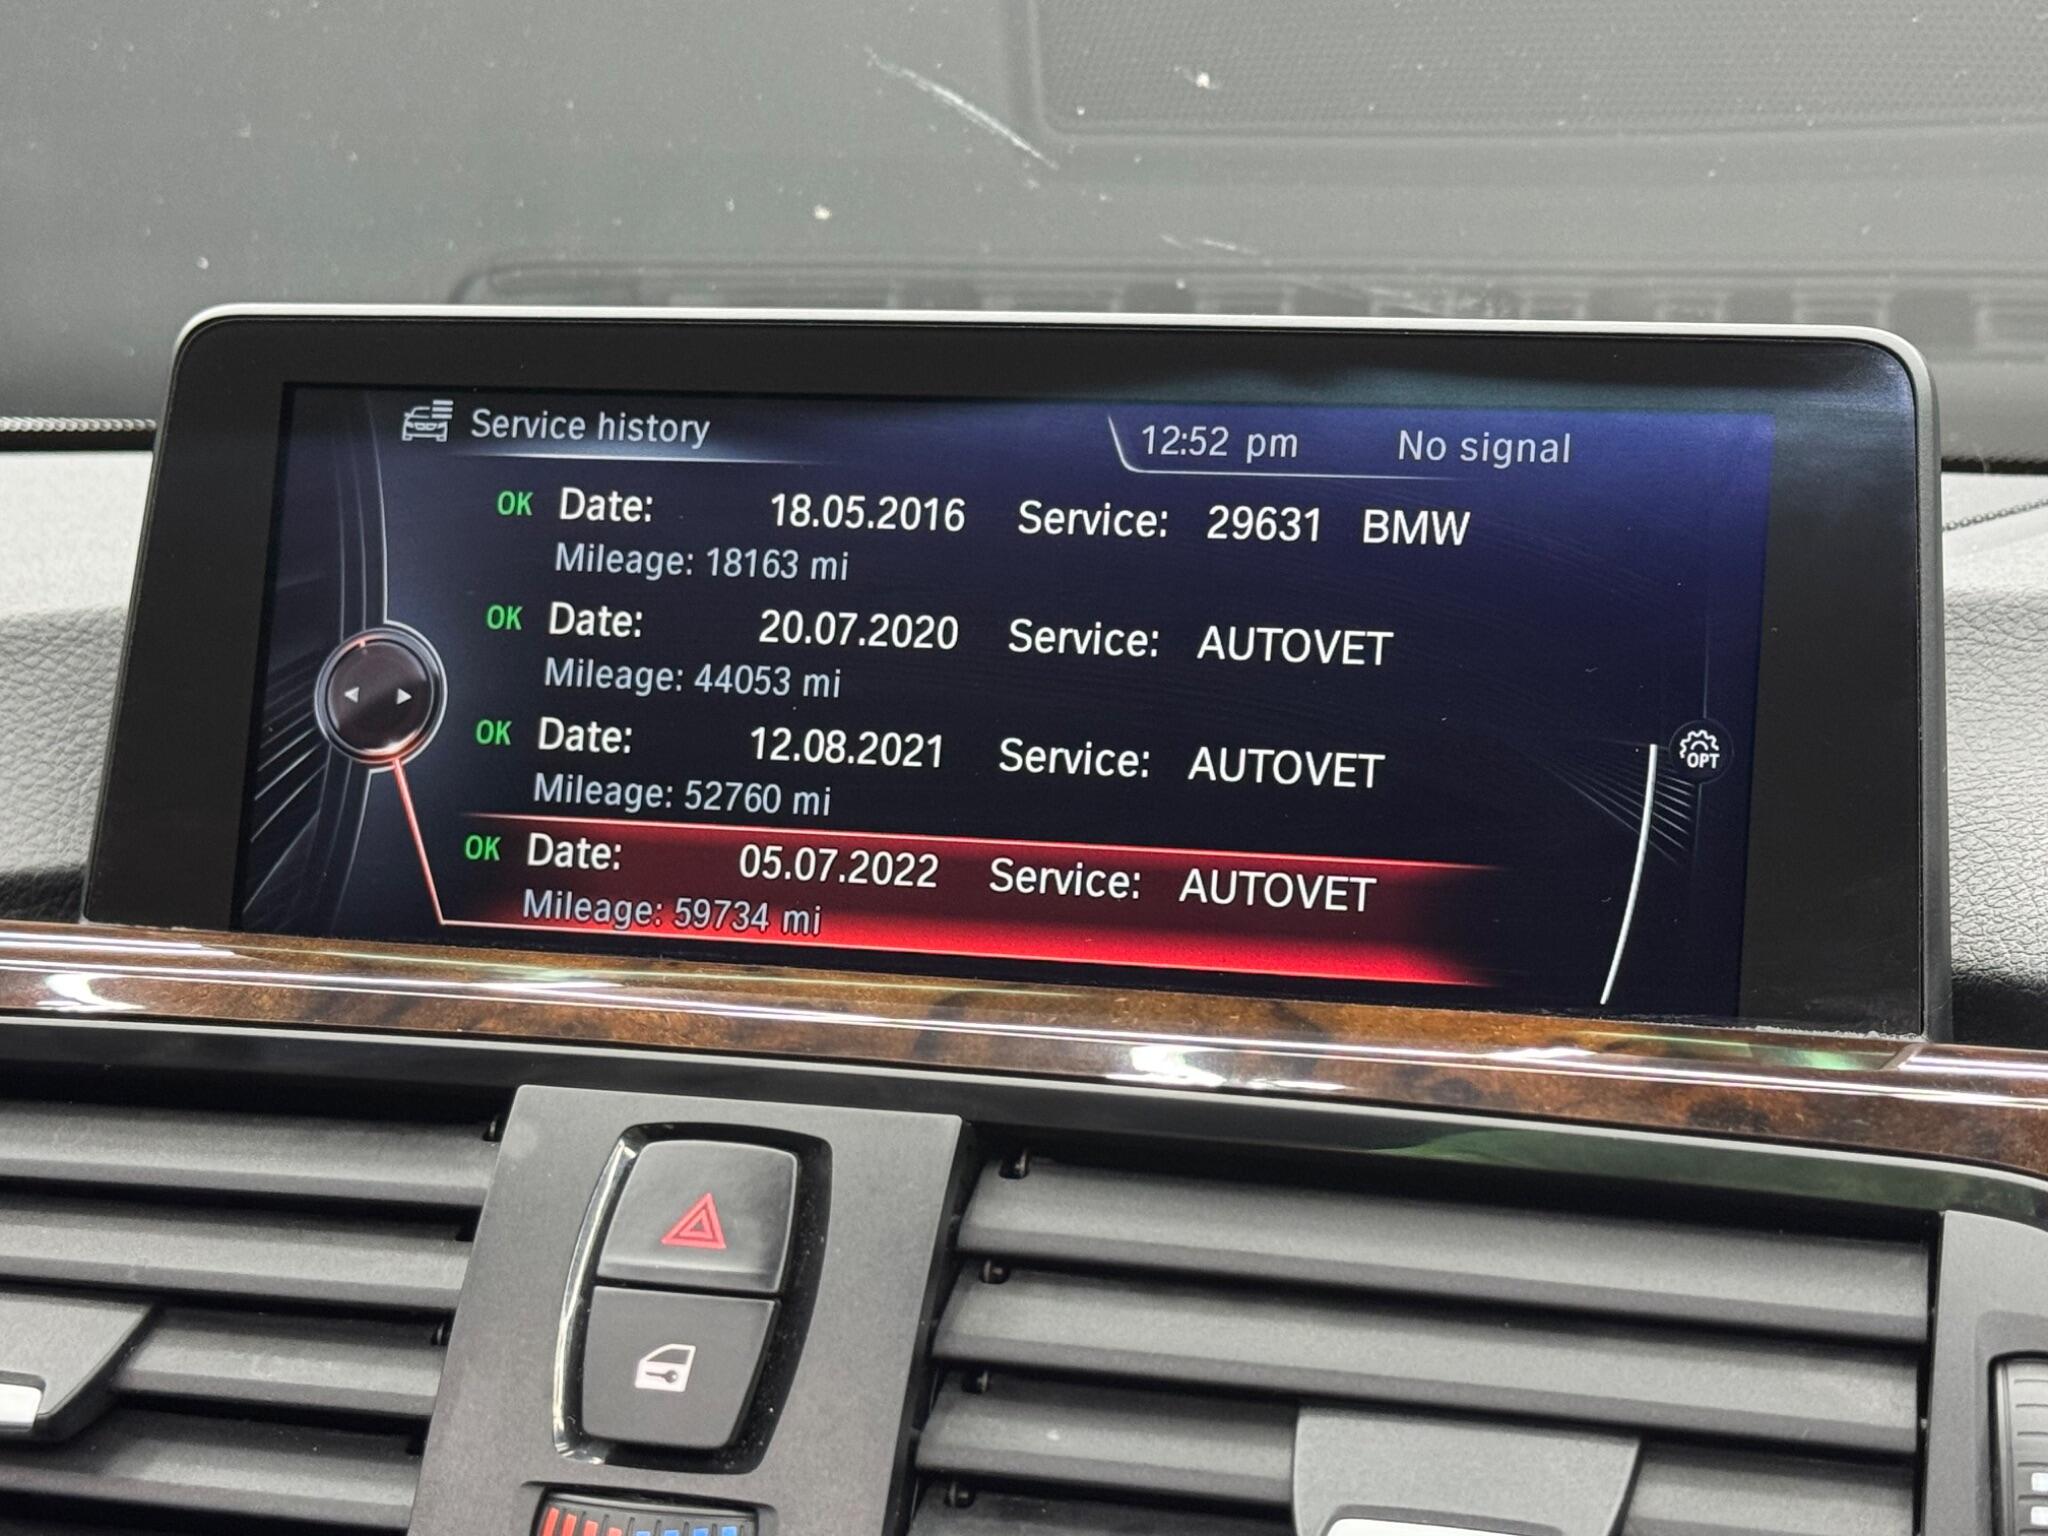 Service history 12:52 pm No signal
OK Date: 18.05.2016 Service: 29631 BMW
Mileage: 18163 mi
OK Date: 20.07.2020 Service: AUTOVET
Mileage: 44053 mi
OK Date: 12.08.2021 Service: AUTOVET
Mileage: 52760 mi
OPT
OK Date: 05.07.2022 Service: AUTOVET
Mileage: 59734 mi